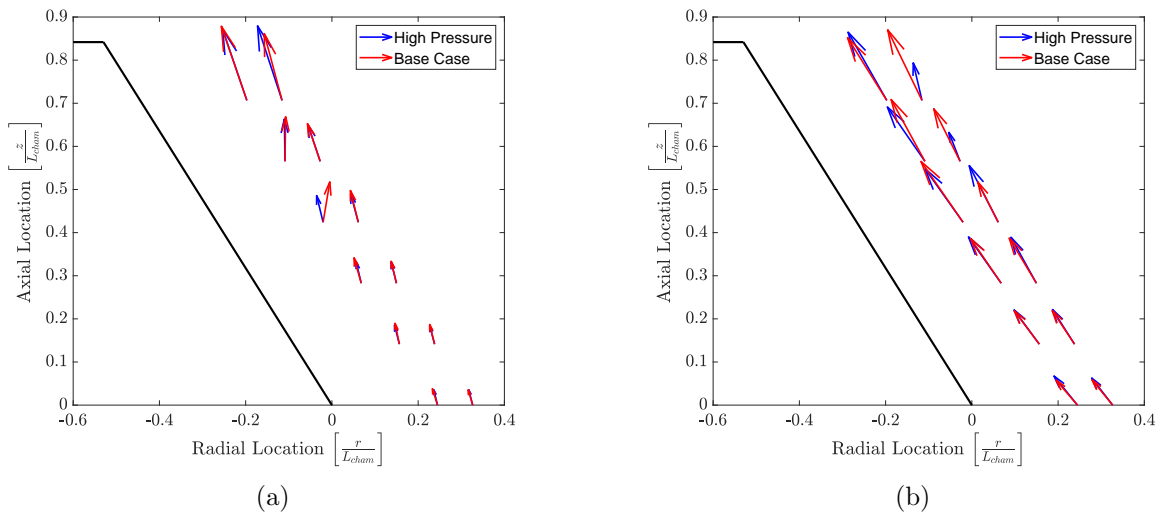 0.9
0.8
0.7
0.6
0.5
0.4
0.3
0.2
0.1
0
-0.6 -0.4 -0.2 0 0.2 0.4
Axial Location [z/L_cham]
Radial Location [r/L_cham]
High Pressure
Base Case
(a)
0.9
0.8
0.7
0.6
0.5
0.4
0.3
0.2
0.1
0
-0.6 -0.4 -0.2 0 0.2 0.4
Axial Location [z/L_cham]
Radial Location [r/L_cham]
High Pressure
Base Case
(b)